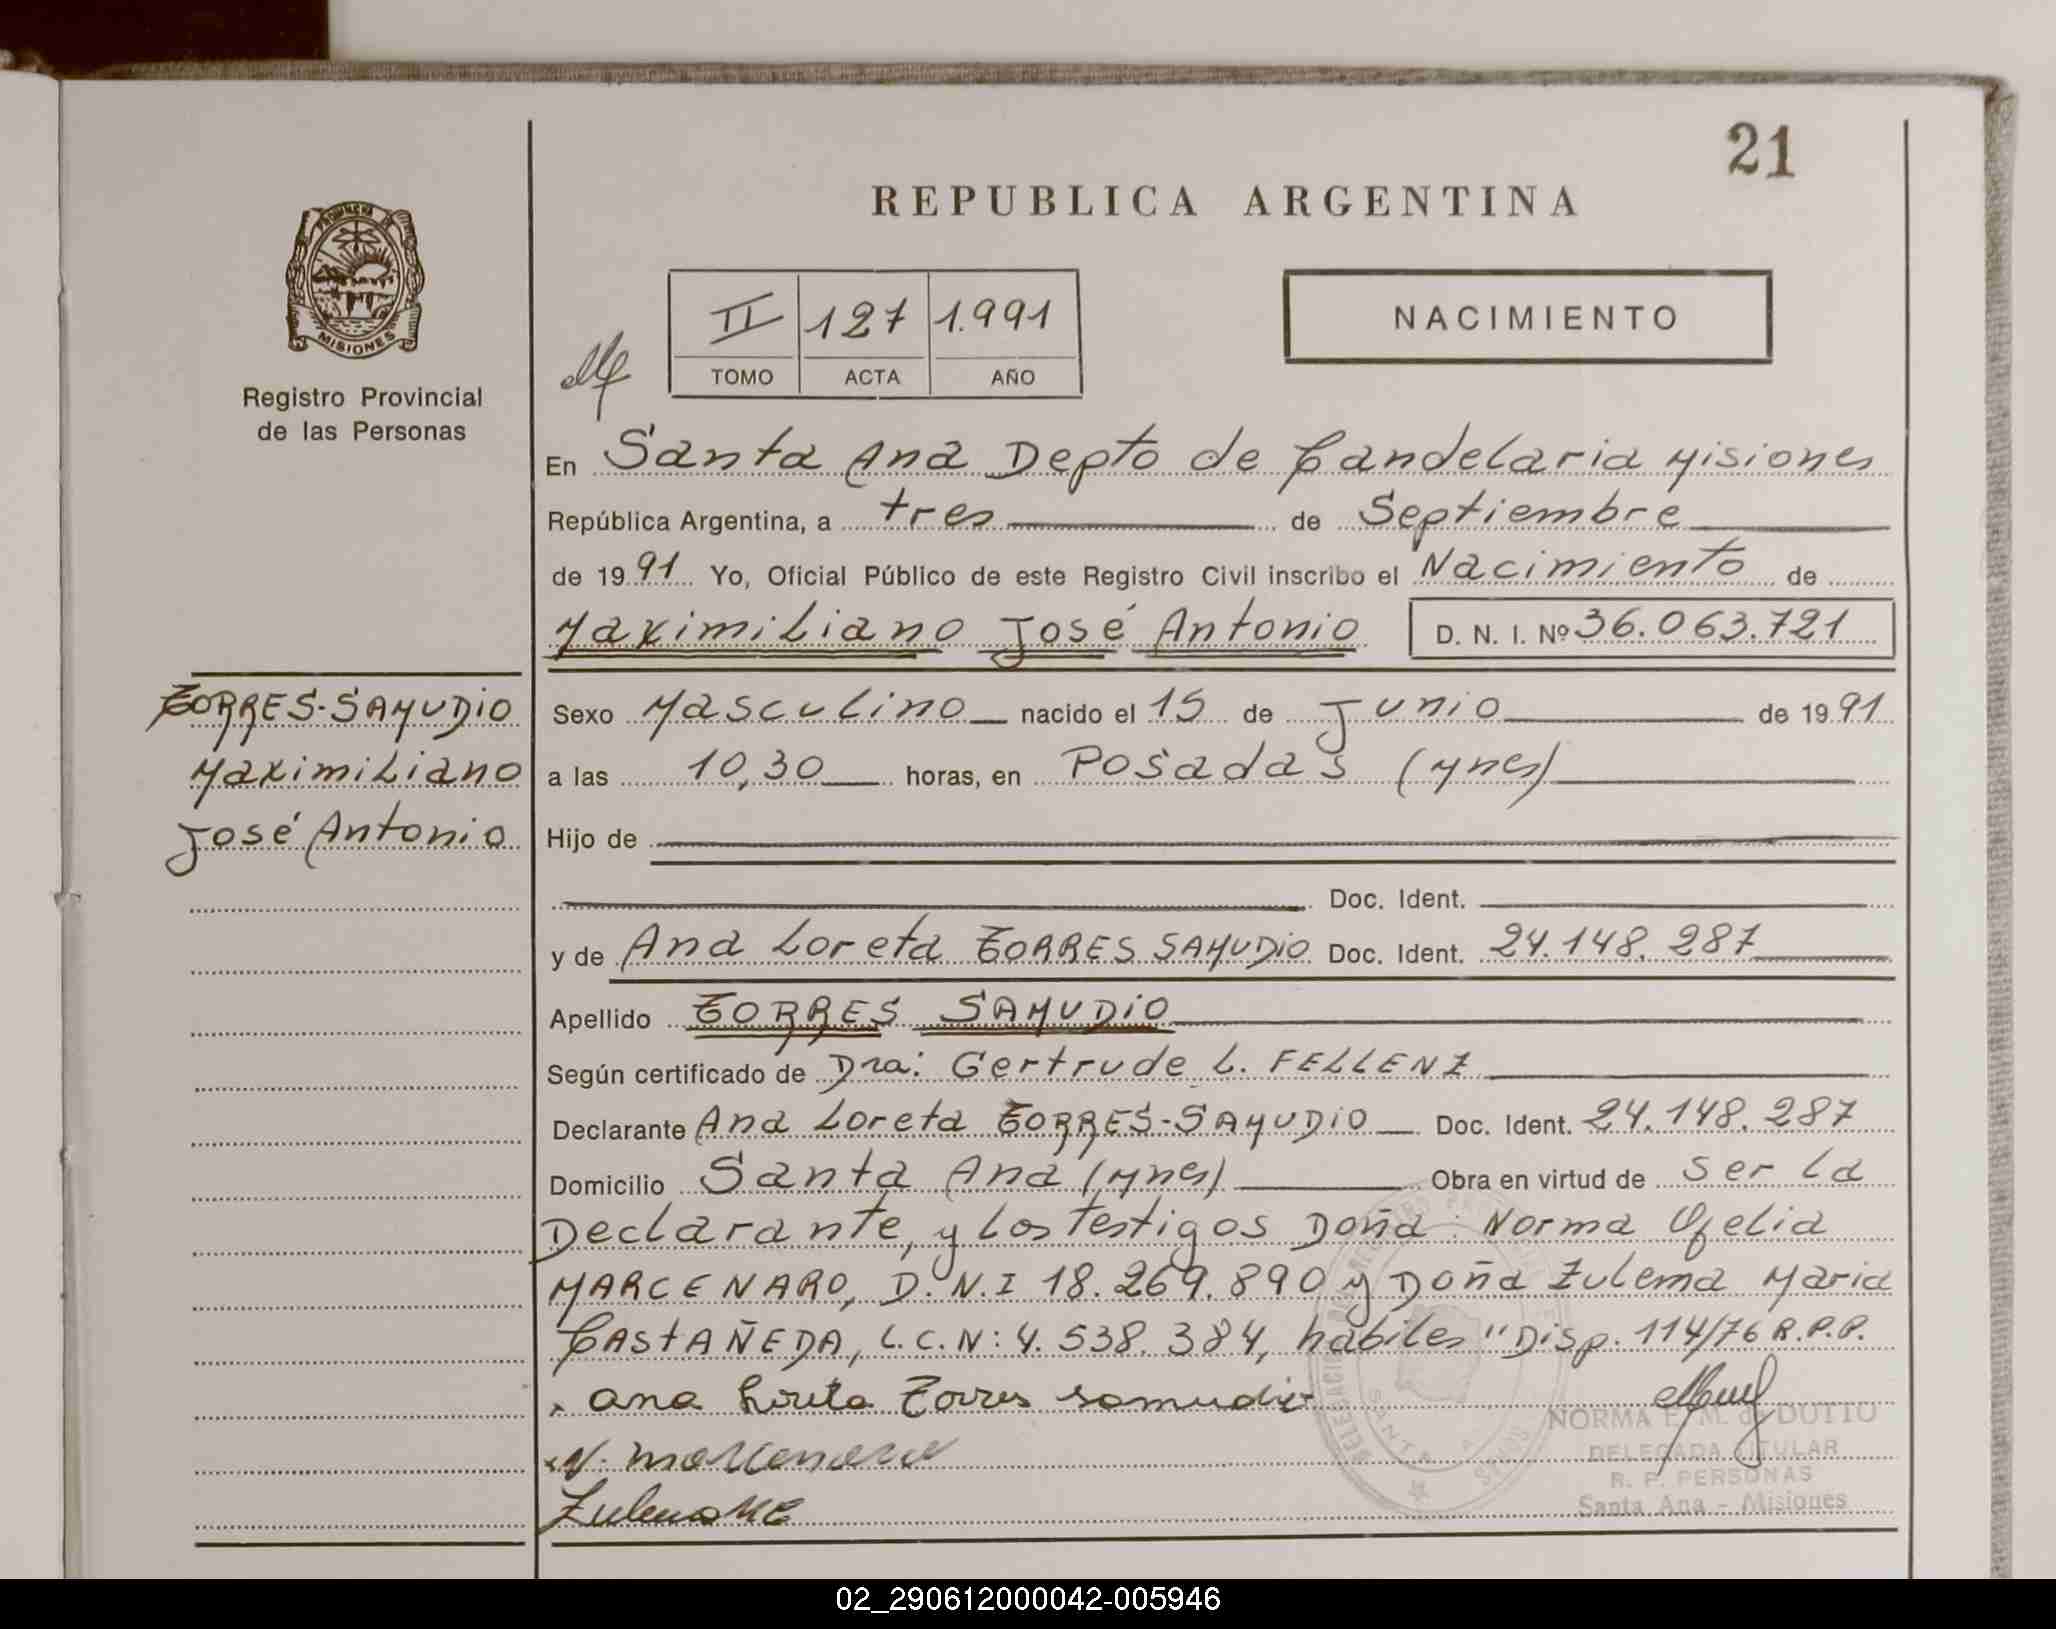 21
REPUBLICA ARGENTINA
PROVINCIA
MISIONES
Registro Provincial
de las Personas
II 127 1.991
TOMO ACTA AÑO
NACIMIENTO
En Santa Ana Depto de Candelaria Misiones
República Argentina, a tres de Septiembre
de 1991 Yo, Oficial Público de este Registro Civil inscribo el Nacimiento de
Maximiliano José Antonio D. N. I. Nº 36.063.721
TORRES-SAMUDIO
Maximiliano
José Antonio
Sexo Masculino nacido el 15 de Junio de 1991
a las 10,30 horas, en Posadas (Mnes)
Hijo de
Doc. Ident.
y de Ana Loreta TORRES SAMUDIO Doc. Ident. 24.148.287
Apellido TORRES SAMUDIO
Según certificado de Dra: Gertrude L. FELLENZ
Declarante Ana Loreta TORRES-SAMUDIO Doc. Ident. 24.148.287
Domicilio Santa Ana (Mnes) Obra en virtud de ser la
Declarante, y los testigos Doña Norma Ofelia
MARCENARO, D.N.I 18.269.890 y Doña Zulema Maria
CASTAÑEDA, L.C.N: 4.538.384, hábiles "Disp. 114/76 R.P.P.
Ana Loreta Torres Samudio
N. Marcenaro
NORMA E. M. de DUTTO
DELEGADA TITULAR
R. P. PERSONAS
Santa Ana - Misiones
02_290612000042-005946